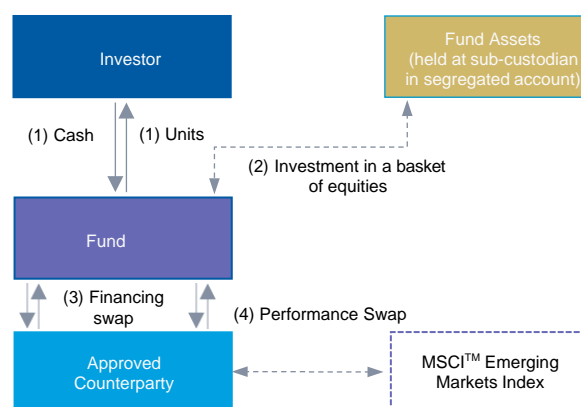 Investor
Fund Assets
(held at sub-custodian
in segregated account)
(1) Cash
(1) Units
(2) Investment in a basket
of equities
Fund
(3) Financing
swap
(4) Performance Swap
Approved
Counterparty
MSCI™ Emerging
Markets Index